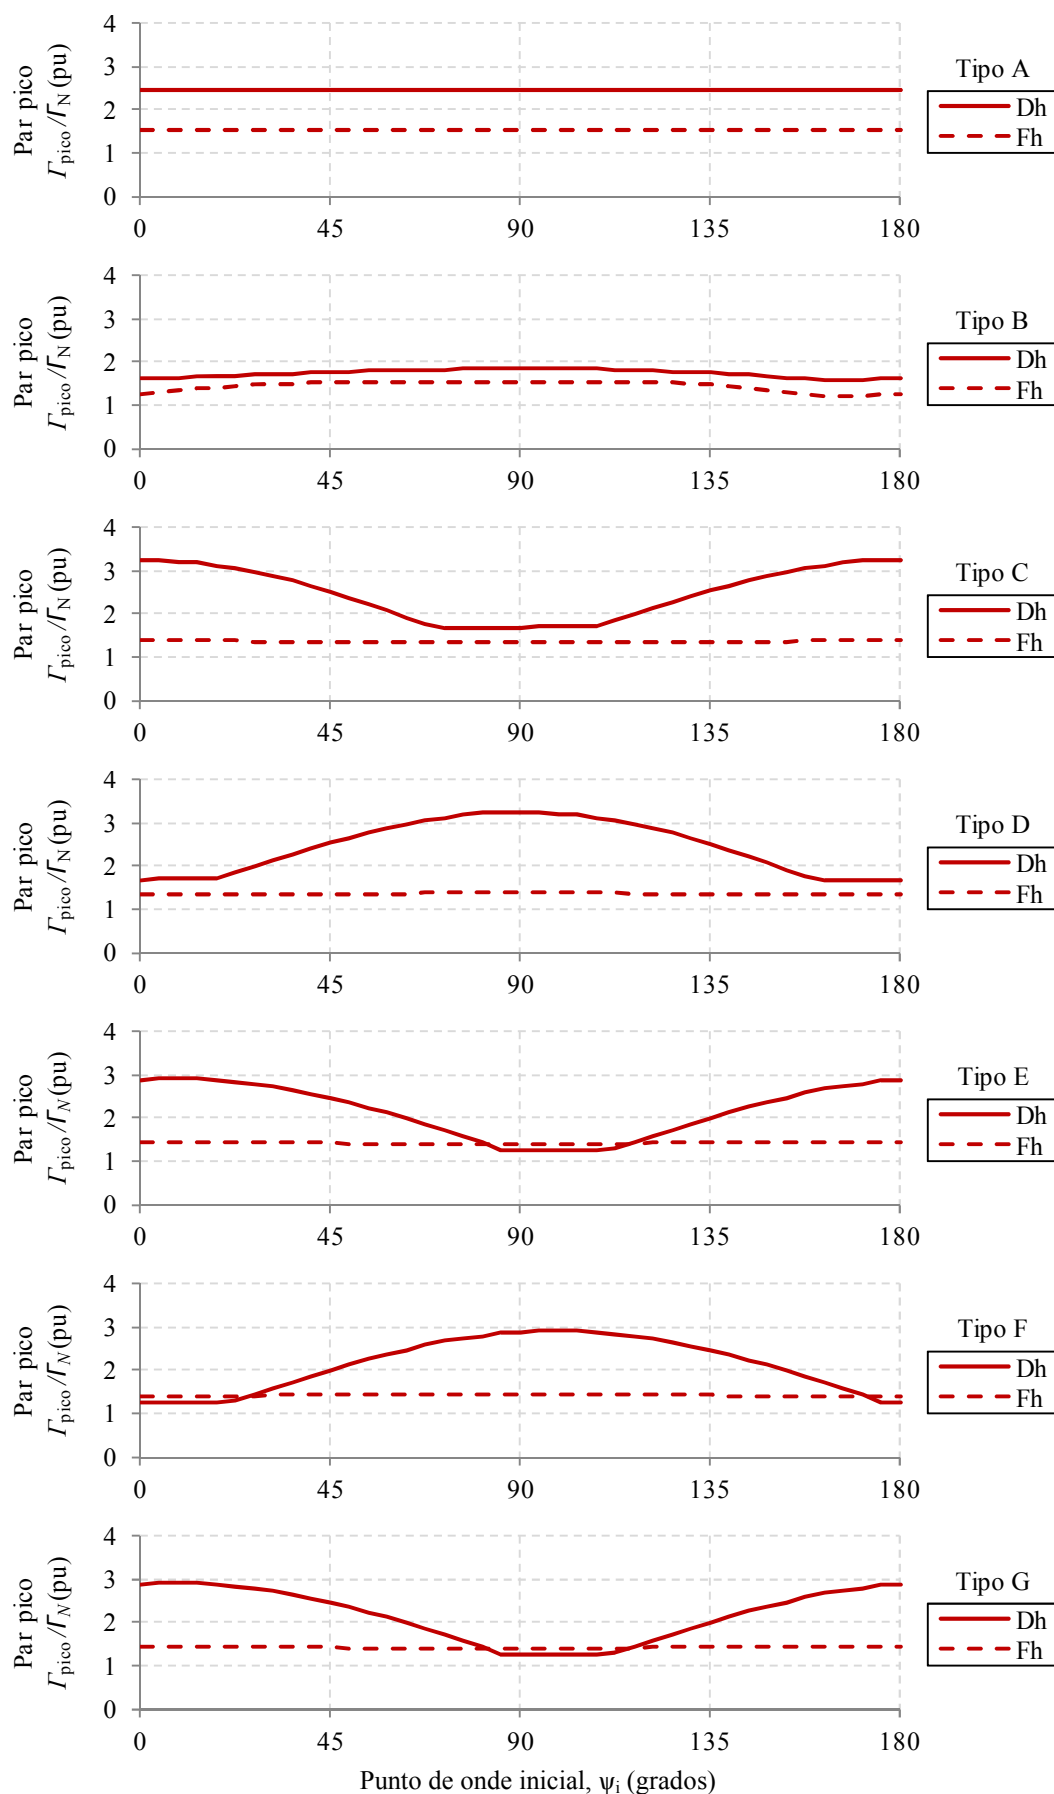 Par pico
Γpico/ΓN (pu)
4
3
2
1
0
0 45 90 135 180
Tipo A
Dh
Fh
Par pico
Γpico/ΓN (pu)
4
3
2
1
0
0 45 90 135 180
Tipo B
Dh
Fh
Par pico
Γpico/ΓN (pu)
4
3
2
1
0
0 45 90 135 180
Tipo C
Dh
Fh
Par pico
Γpico/ΓN (pu)
4
3
2
1
0
0 45 90 135 180
Tipo D
Dh
Fh
Par pico
Γpico/ΓN (pu)
4
3
2
1
0
0 45 90 135 180
Tipo E
Dh
Fh
Par pico
Γpico/ΓN (pu)
4
3
2
1
0
0 45 90 135 180
Tipo F
Dh
Fh
Par pico
Γpico/ΓN (pu)
4
3
2
1
0
0 45 90 135 180
Tipo G
Dh
Fh
Punto de onde inicial, ψi (grados)